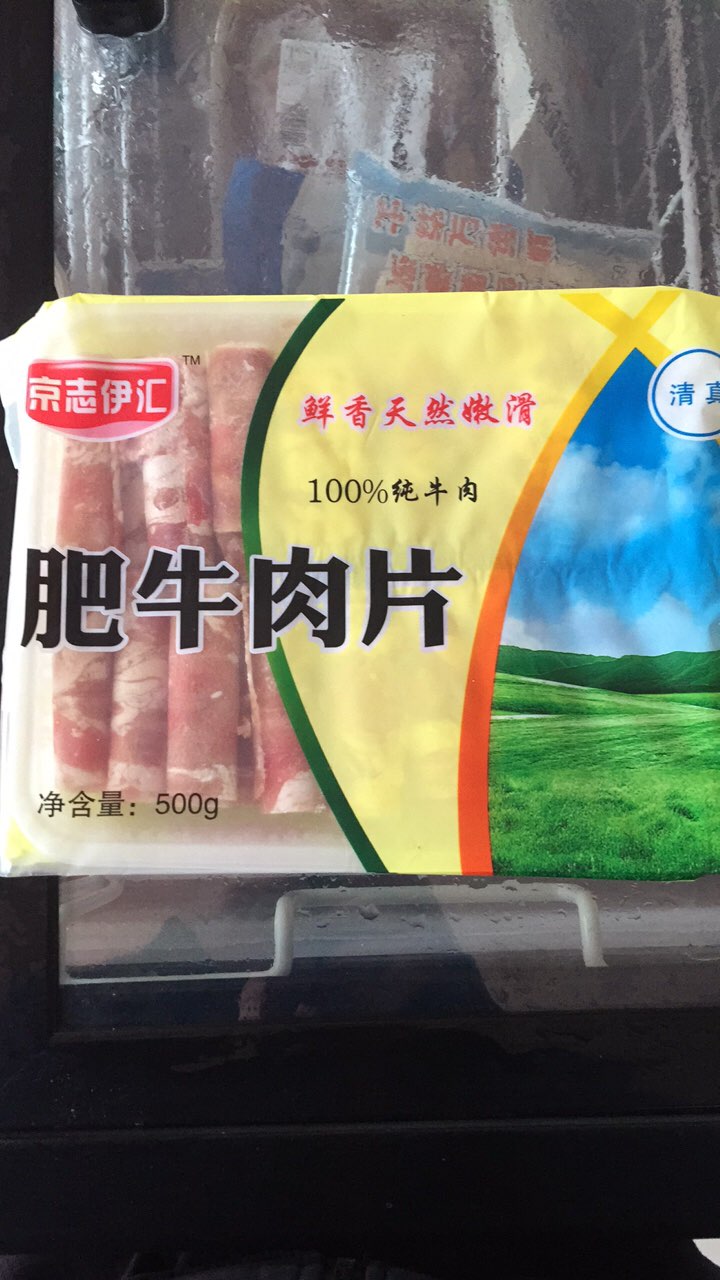 京志伊汇
TM
鲜香天然嫩滑
清真
100%纯牛肉
肥牛肉片
净含量：500g